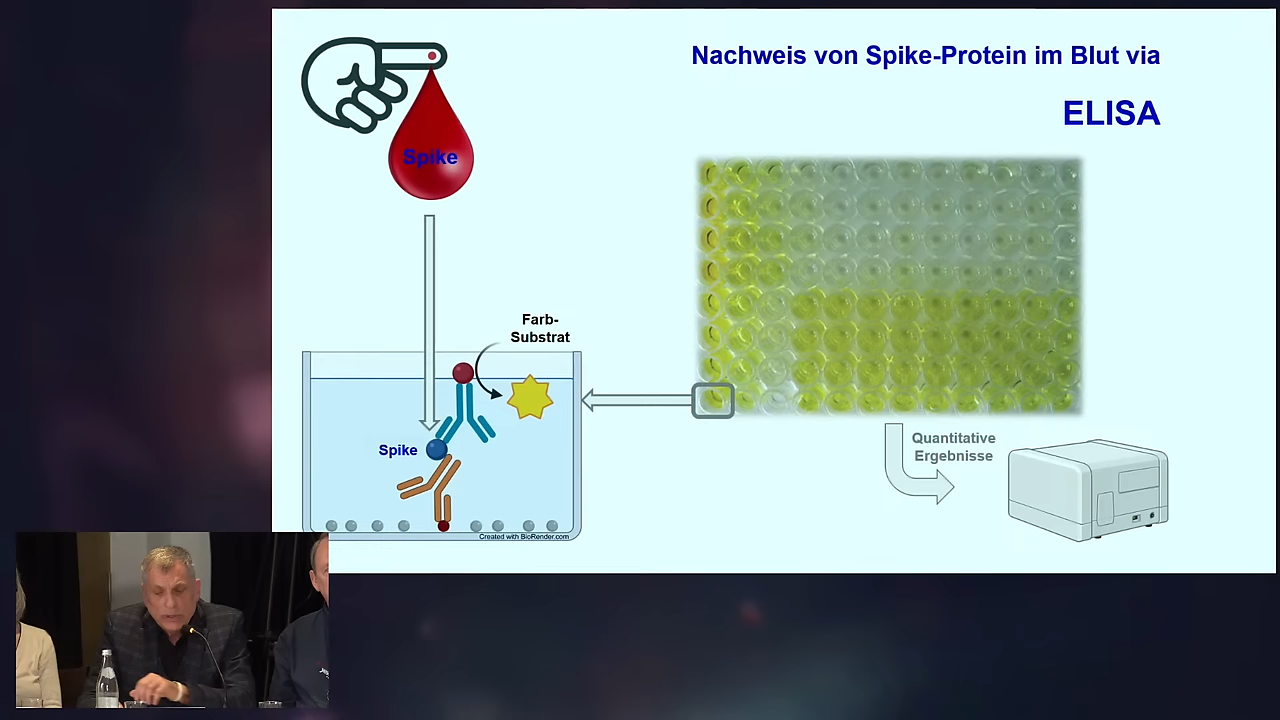 Nachweis von Spike-Protein im Blut via
ELISA
Spike
Farb-
Substrat
Spike
Quantitative
Ergebnisse
Created with BioRender.com